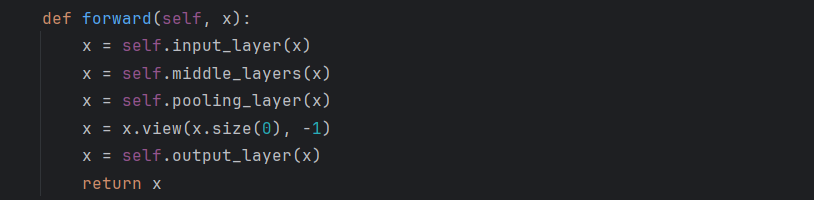 def forward(self, x):
    x = self.input_layer(x)
    x = self.middle_layers(x)
    x = self.pooling_layer(x)
    x = x.view(x.size(0), -1)
    x = self.output_layer(x)
    return x